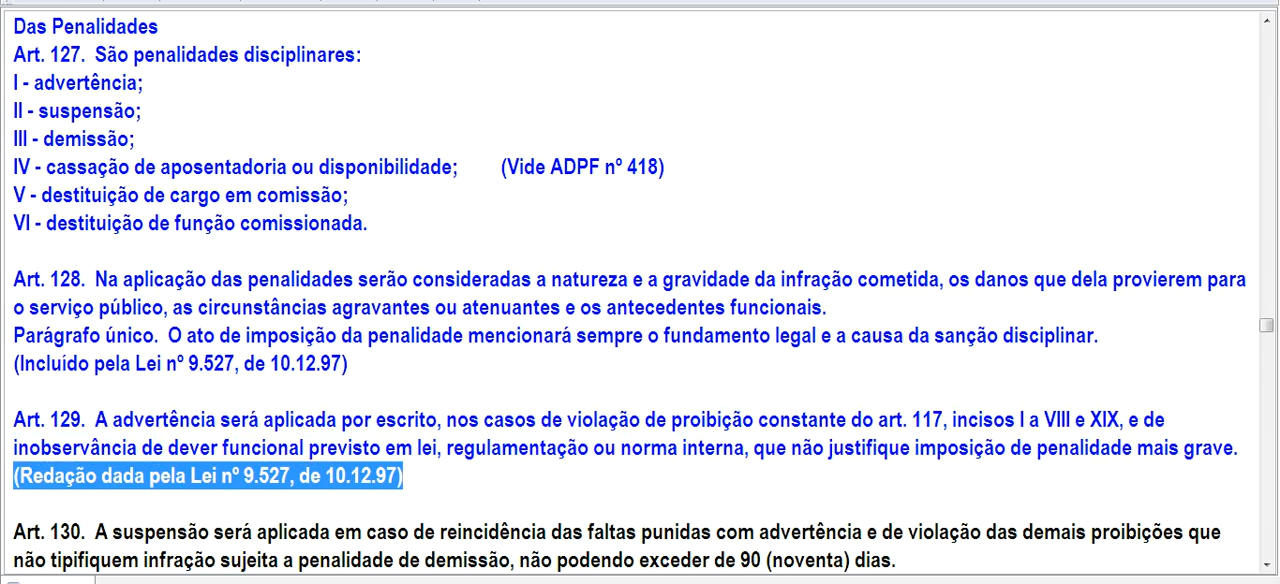 Das Penalidades
Art. 127.  São penalidades disciplinares:
I - advertência;
II - suspensão;
III - demissão;
IV - cassação de aposentadoria ou disponibilidade;        (Vide ADPF nº 418)
V - destituição de cargo em comissão;
VI - destituição de função comissionada.
Art. 128.  Na aplicação das penalidades serão consideradas a natureza e a gravidade da infração cometida, os danos que dela provierem para
o serviço público, as circunstâncias agravantes ou atenuantes e os antecedentes funcionais.
Parágrafo único.  O ato de imposição da penalidade mencionará sempre o fundamento legal e a causa da sanção disciplinar.
(Incluído pela Lei nº 9.527, de 10.12.97)
Art. 129.  A advertência será aplicada por escrito, nos casos de violação de proibição constante do art. 117, incisos I a VIII e XIX, e de
inobservância de dever funcional previsto em lei, regulamentação ou norma interna, que não justifique imposição de penalidade mais grave.
(Redação dada pela Lei nº 9.527, de 10.12.97)
Art. 130.  A suspensão será aplicada em caso de reincidência das faltas punidas com advertência e de violação das demais proibições que
não tipifiquem infração sujeita a penalidade de demissão, não podendo exceder de 90 (noventa) dias.